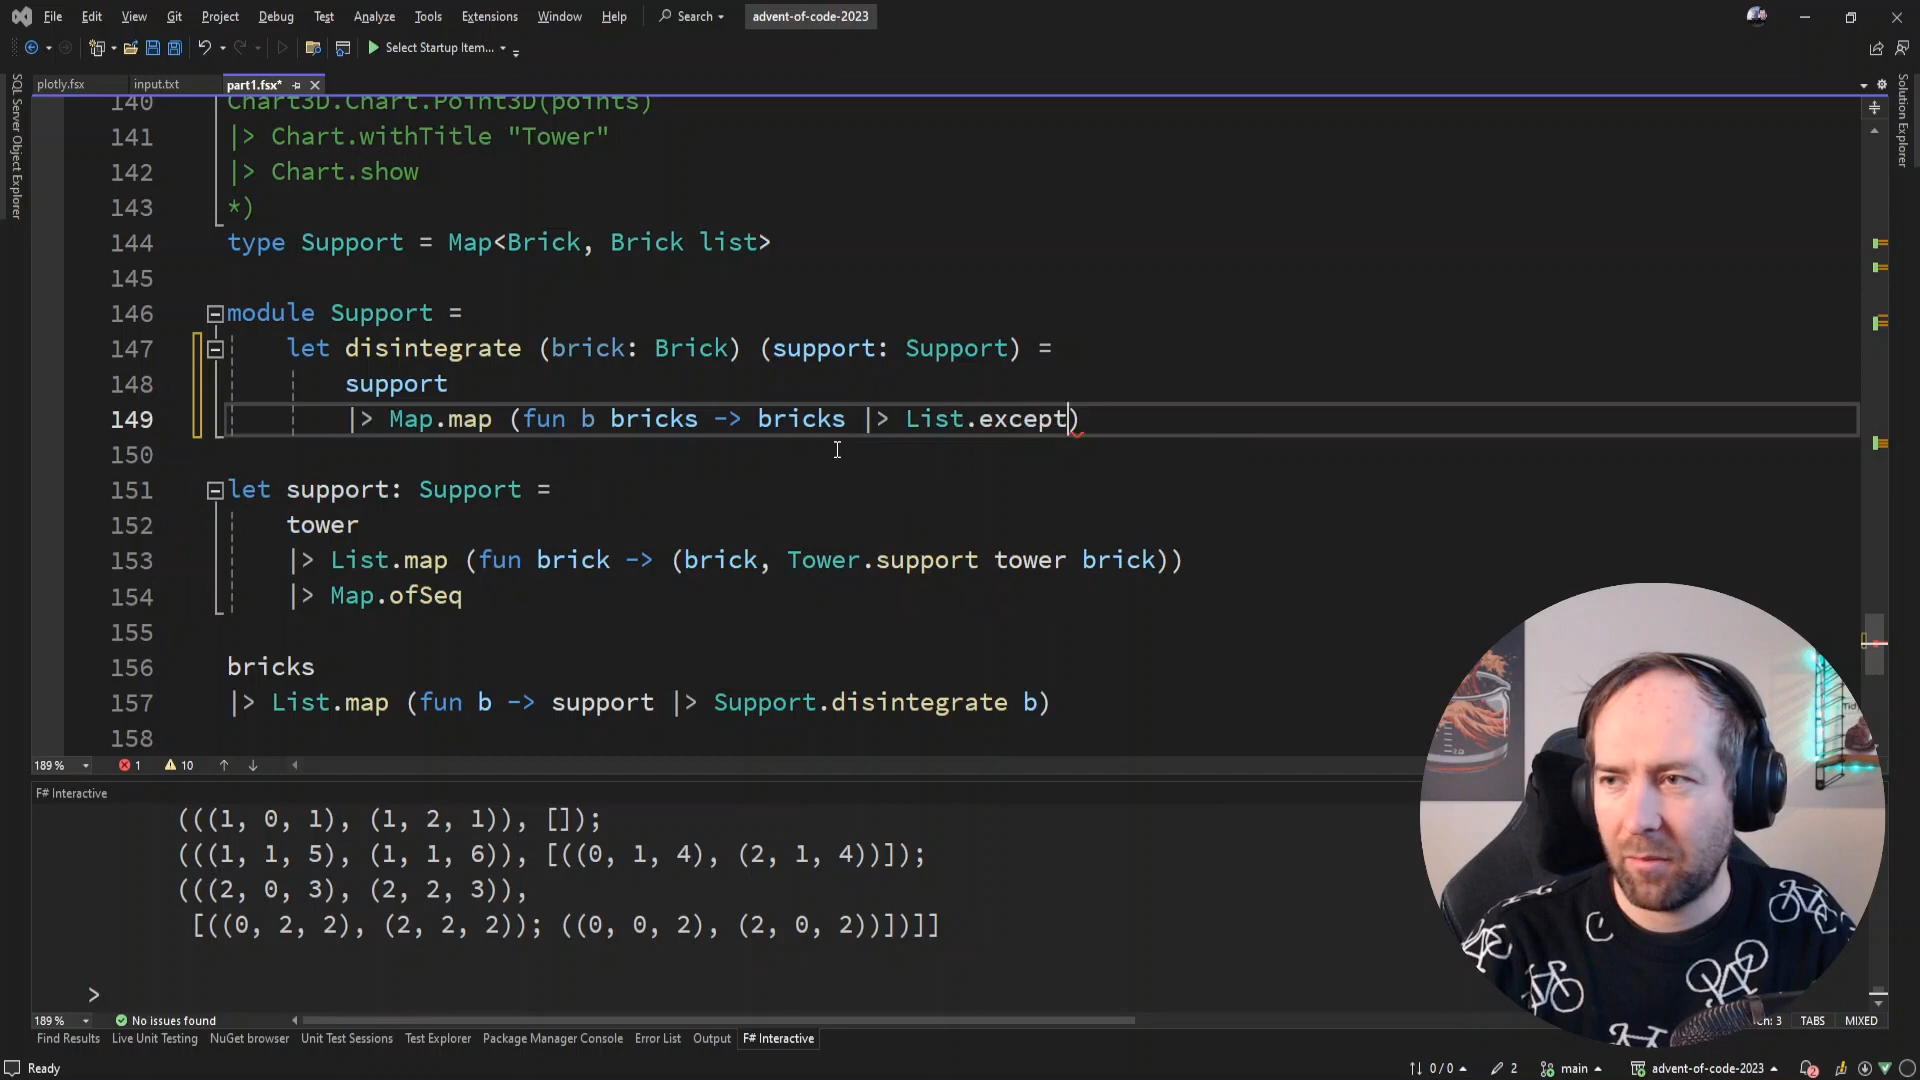 File Edit View Git Project Debug Test Analyze Tools Extensions Window Help Search advent-of-code-2023
Select Startup Item...
plotly.fsx input.txt part1.fsx*
SQL Server Object Explorer
Solution Explorer
140 Chart3D.Chart.Point3D(points)
141 |> Chart.withTitle "Tower"
142 |> Chart.show
143 *)
144 type Support = Map<Brick, Brick list>
145
146 module Support =
147 let disintegrate (brick: Brick) (support: Support) =
148 support
149 |> Map.map (fun b bricks -> bricks |> List.except)
150
151 let support: Support =
152 tower
153 |> List.map (fun brick -> (brick, Tower.support tower brick))
154 |> Map.ofSeq
155
156 bricks
157 |> List.map (fun b -> support |> Support.disintegrate b)
158
189 % 1 10
F# Interactive
(((1, 0, 1), (1, 2, 1)), []);
(((1, 1, 5), (1, 1, 6)), [((0, 1, 4), (2, 1, 4))]);
(((2, 0, 3), (2, 2, 3)),
[((0, 2, 2), (2, 2, 2)); ((0, 0, 2), (2, 0, 2))])]]
>
189 % No issues found Ch: 3 TABS MIXED
Find Results Live Unit Testing NuGet browser Unit Test Sessions Test Explorer Package Manager Console Error List Output F# Interactive
Ready 0 / 0 2 main advent-of-code-2023 2